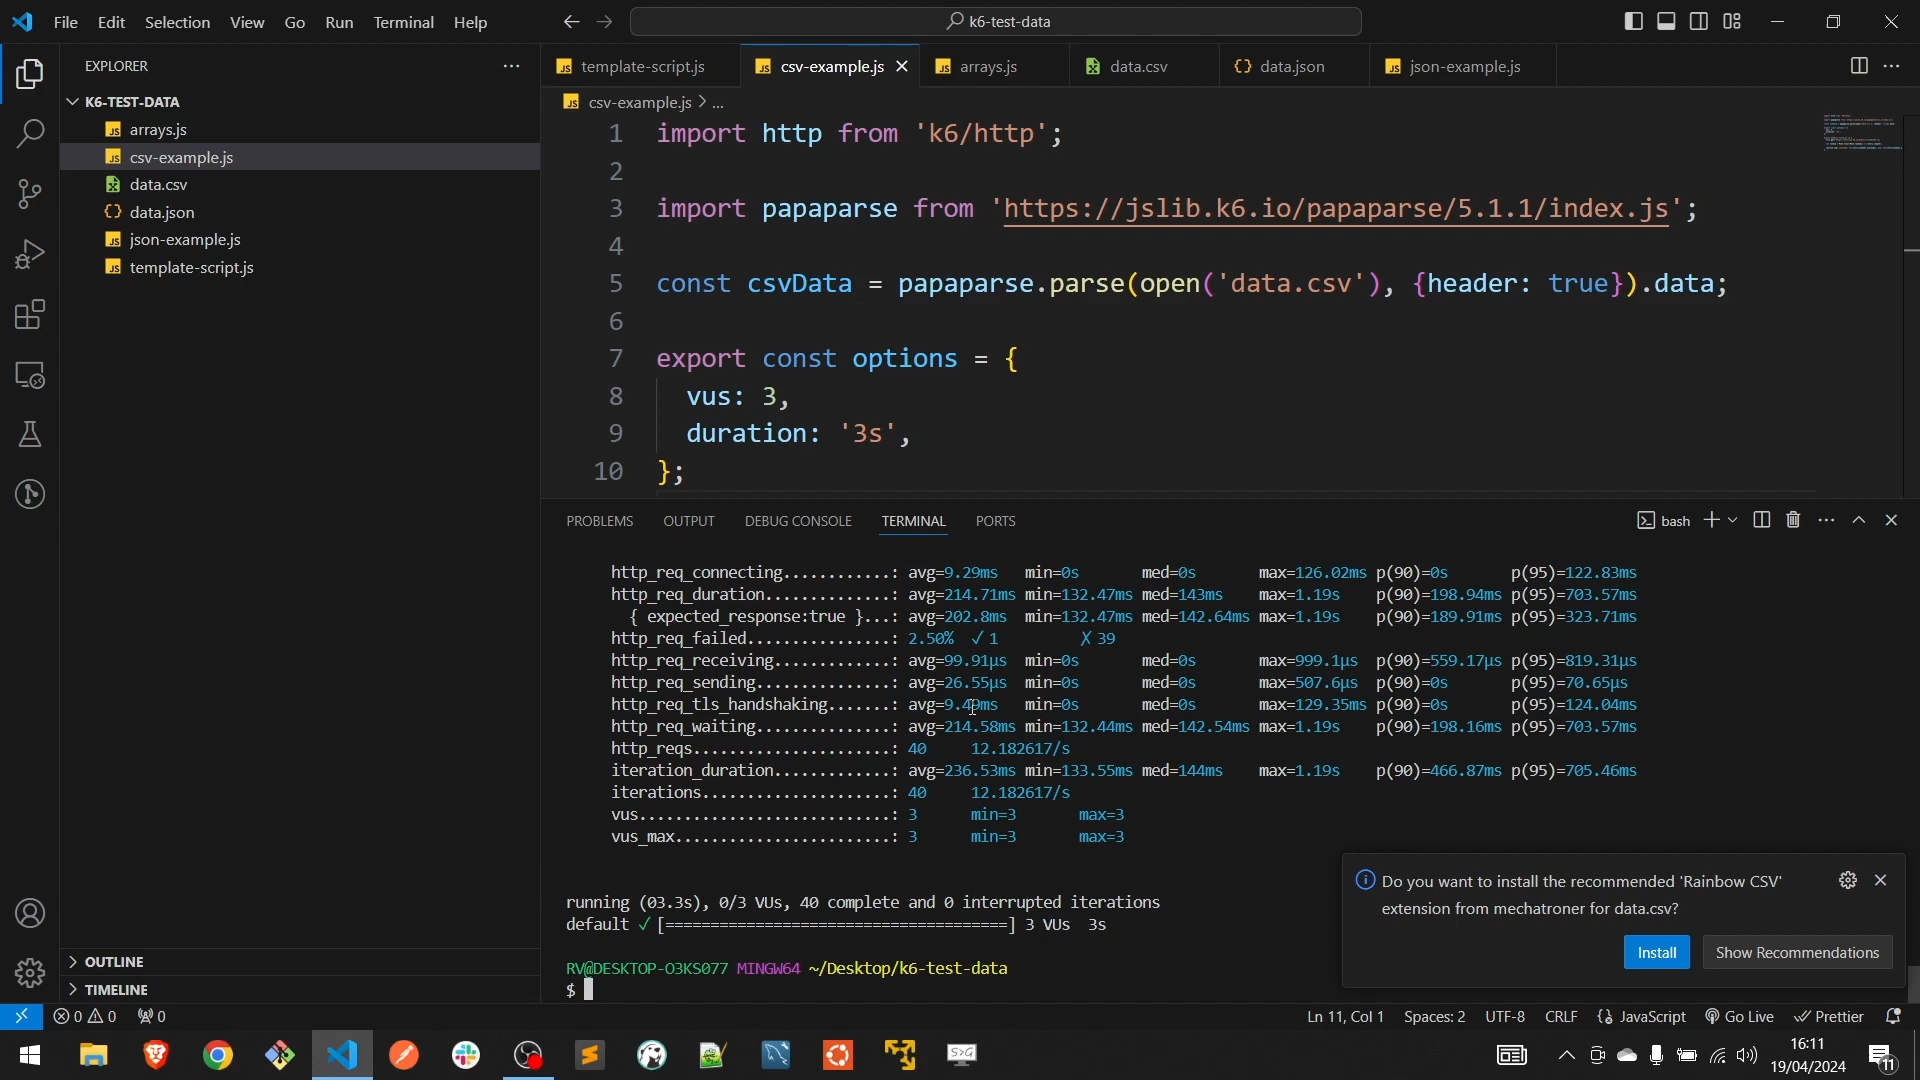 File Edit Selection View Go Run Terminal Help
k6-test-data
EXPLORER
K6-TEST-DATA
arrays.js
csv-example.js
data.csv
data.json
json-example.js
template-script.js
OUTLINE
TIMELINE
template-script.js csv-example.js arrays.js data.csv data.json json-example.js
csv-example.js > ...
1 import http from 'k6/http';
2
3 import papaparse from 'https://jslib.k6.io/papaparse/5.1.1/index.js';
4
5 const csvData = papaparse.parse(open('data.csv'), {header: true}).data;
6
7 export const options = {
8 vus: 3,
9 duration: '3s',
10 };
PROBLEMS OUTPUT DEBUG CONSOLE TERMINAL PORTS
bash
http_req_connecting............: avg=9.29ms min=0s med=0s max=126.02ms p(90)=0s p(95)=122.83ms
http_req_duration..............: avg=214.71ms min=132.47ms med=143ms max=1.19s p(90)=198.94ms p(95)=703.57ms
{ expected_response:true }...: avg=202.8ms min=132.47ms med=142.64ms max=1.19s p(90)=189.91ms p(95)=323.71ms
http_req_failed................: 2.50% ✓ 1 ✗ 39
http_req_receiving.............: avg=99.91µs min=0s med=0s max=999.1µs p(90)=559.17µs p(95)=819.31µs
http_req_sending...............: avg=26.55µs min=0s med=0s max=507.6µs p(90)=0s p(95)=70.65µs
http_req_tls_handshaking.......: avg=9.49ms min=0s med=0s max=129.35ms p(90)=0s p(95)=124.04ms
http_req_waiting...............: avg=214.58ms min=132.44ms med=142.54ms max=1.19s p(90)=198.16ms p(95)=703.57ms
http_reqs......................: 40 12.182617/s
iteration_duration.............: avg=236.53ms min=133.55ms med=144ms max=1.19s p(90)=466.87ms p(95)=705.46ms
iterations.....................: 40 12.182617/s
vus............................: 3 min=3 max=3
vus_max........................: 3 min=3 max=3
running (03.3s), 0/3 VUs, 40 complete and 0 interrupted iterations
default ✓ [======================================] 3 VUs 3s
RV@DESKTOP-O3KS077 MINGW64 ~/Desktop/k6-test-data
$
Do you want to install the recommended 'Rainbow CSV'
extension from mechatroner for data.csv?
Install Show Recommendations
0 0 0
Ln 11, Col 1 Spaces: 2 UTF-8 CRLF JavaScript Go Live Prettier
S>G
16:11
19/04/2024
11